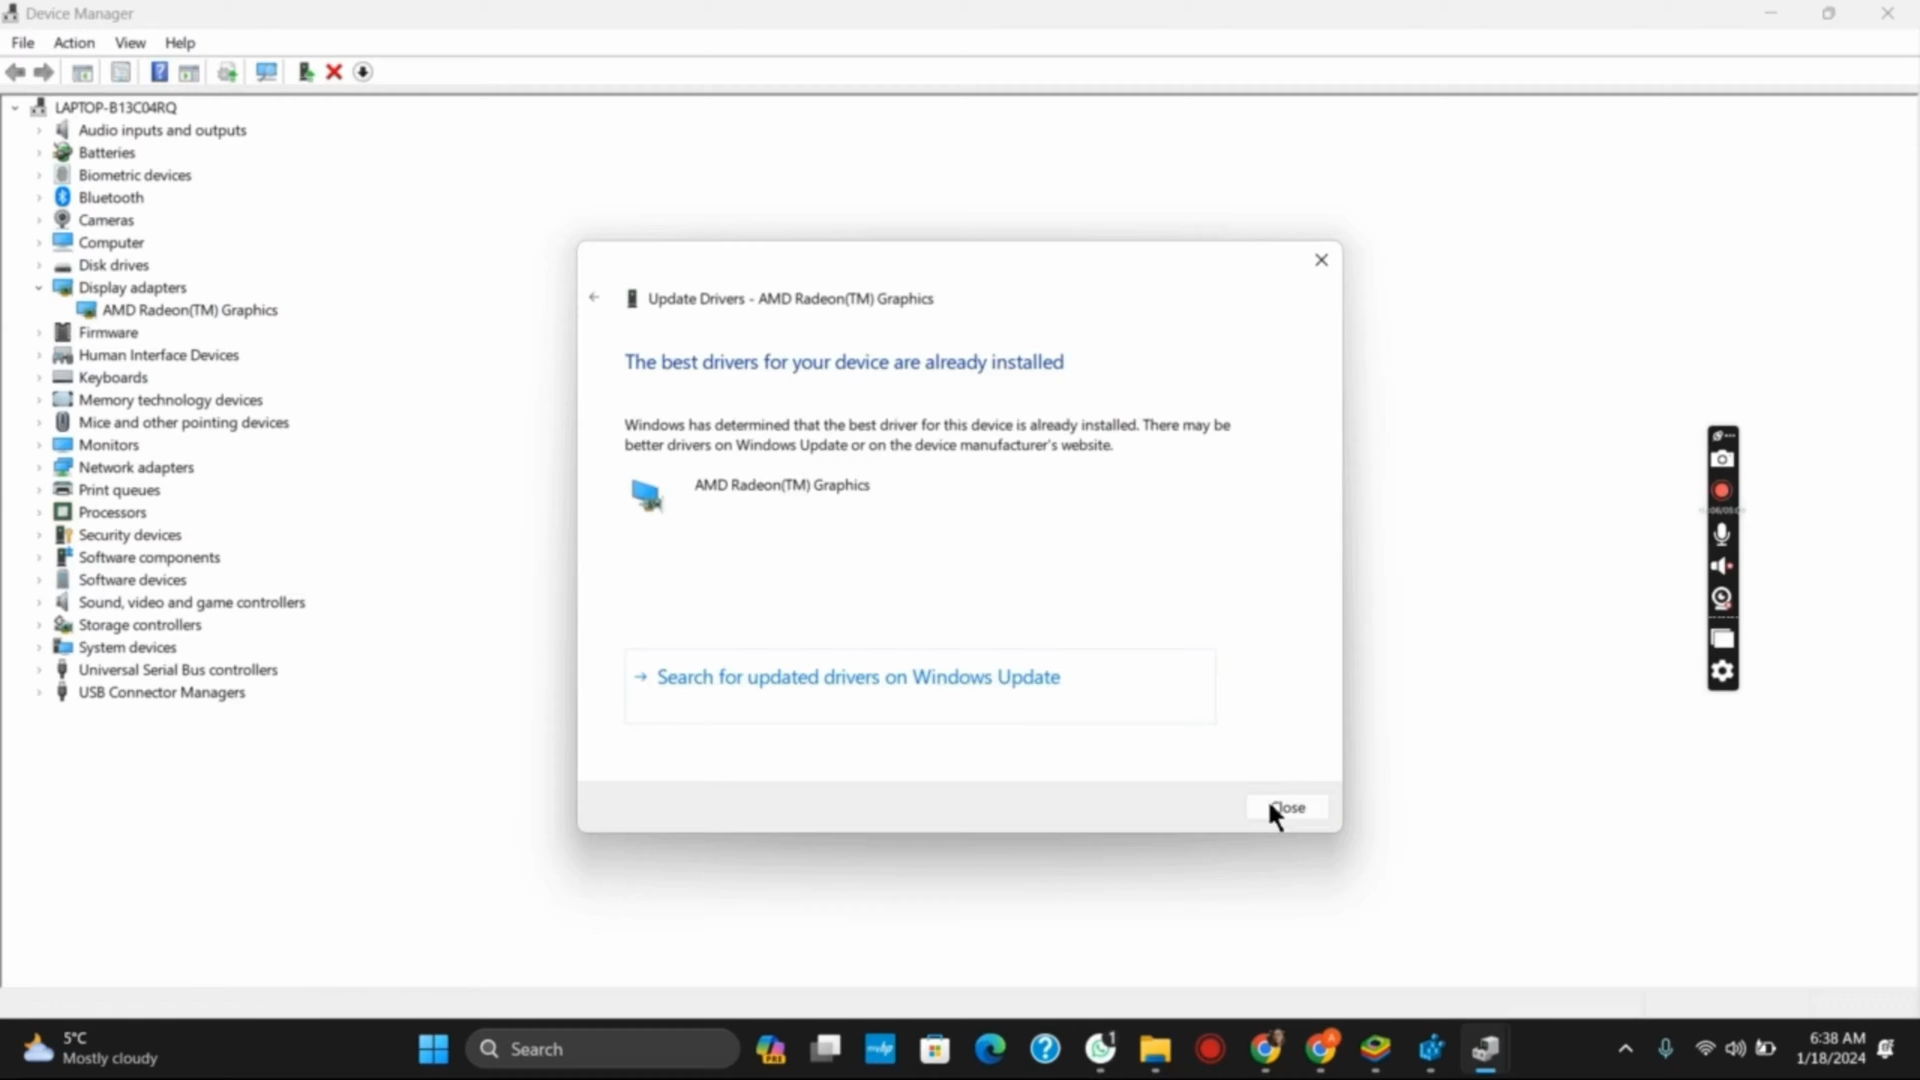 Device Manager
File Action View Help
LAPTOP-B13C04RQ
Audio inputs and outputs
Batteries
Biometric devices
Bluetooth
Cameras
Computer
Disk drives
Display adapters
AMD Radeon(TM) Graphics
Firmware
Human Interface Devices
Keyboards
Memory technology devices
Mice and other pointing devices
Monitors
Network adapters
Print queues
Processors
Security devices
Software components
Software devices
Sound, video and game controllers
Storage controllers
System devices
Universal Serial Bus controllers
USB Connector Managers
Update Drivers - AMD Radeon(TM) Graphics
The best drivers for your device are already installed
Windows has determined that the best driver for this device is already installed. There may be
better drivers on Windows Update or on the device manufacturer's website.
AMD Radeon(TM) Graphics
Search for updated drivers on Windows Update
Close
5°C
Mostly cloudy
Search
PRE
1
A
6:38 AM
1/18/2024